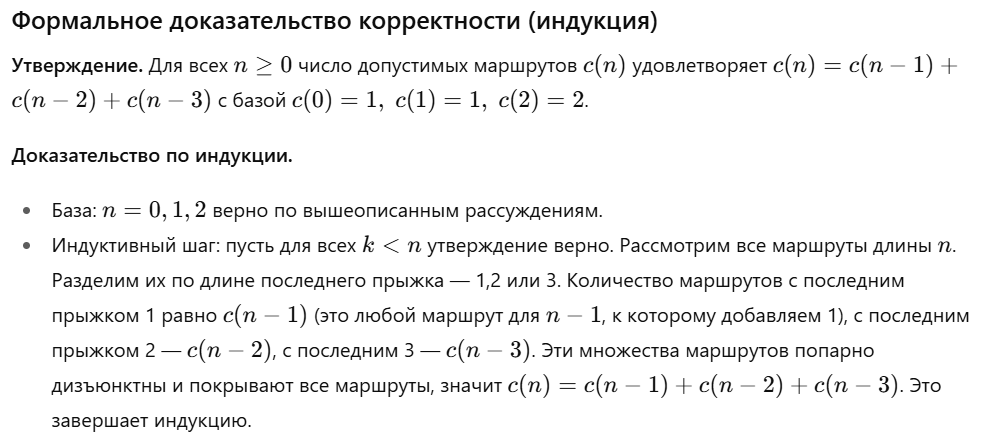 Формальное доказательство корректности (индукция)
Утверждение. Для всех n ≥ 0 число допустимых маршрутов c(n) удовлетворяет c(n) = c(n − 1) +
c(n − 2) + c(n − 3) с базой c(0) = 1, c(1) = 1, c(2) = 2.
Доказательство по индукции.
• База: n = 0, 1, 2 верно по вышеописанным рассуждениям.
• Индуктивный шаг: пусть для всех k < n утверждение верно. Рассмотрим все маршруты длины n.
Разделим их по длине последнего прыжка — 1,2 или 3. Количество маршрутов с последним
прыжком 1 равно c(n − 1) (это любой маршрут для n − 1, к которому добавляем 1), с последним
прыжком 2 — c(n − 2), с последним 3 — c(n − 3). Эти множества маршрутов попарно
дизъюнктны и покрывают все маршруты, значит c(n) = c(n − 1) + c(n − 2) + c(n − 3). Это
завершает индукцию.